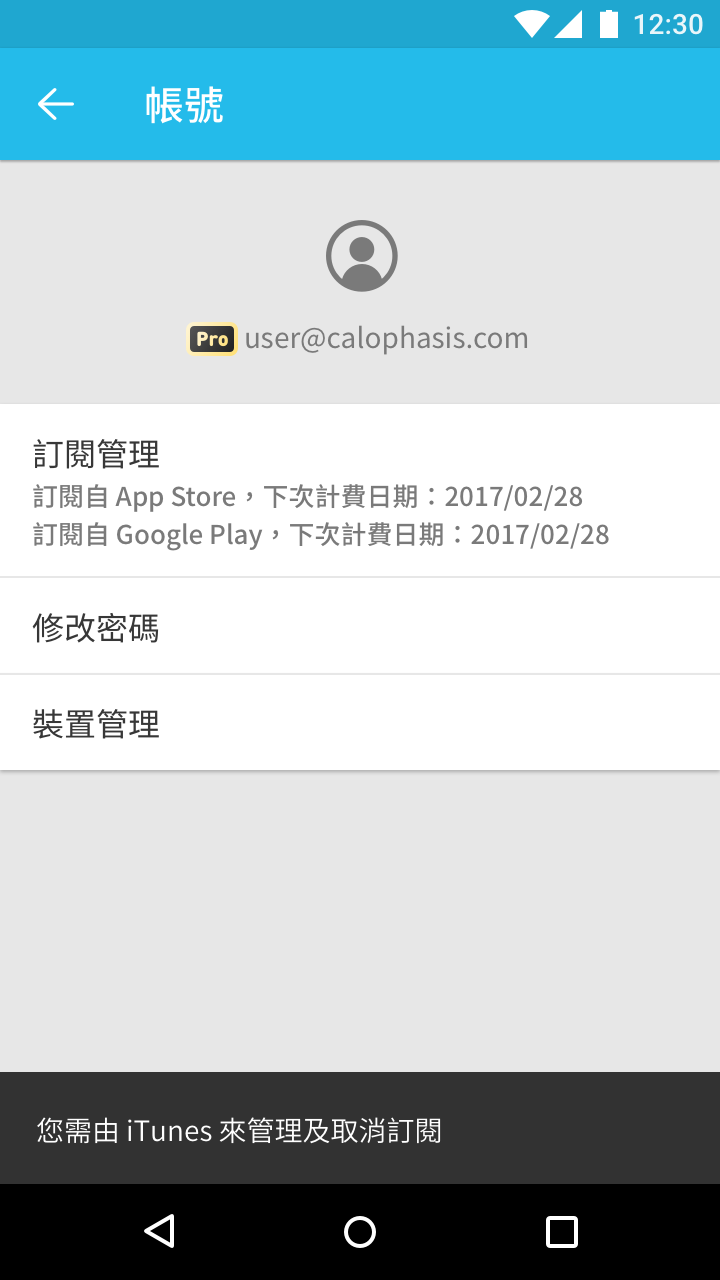 12:30
帳號
Pro user@calophasis.com
訂閱管理
訂閱自 App Store，下次計費日期：2017/02/28
訂閱自 Google Play，下次計費日期：2017/02/28
修改密碼
裝置管理
您需由 iTunes 來管理及取消訂閱